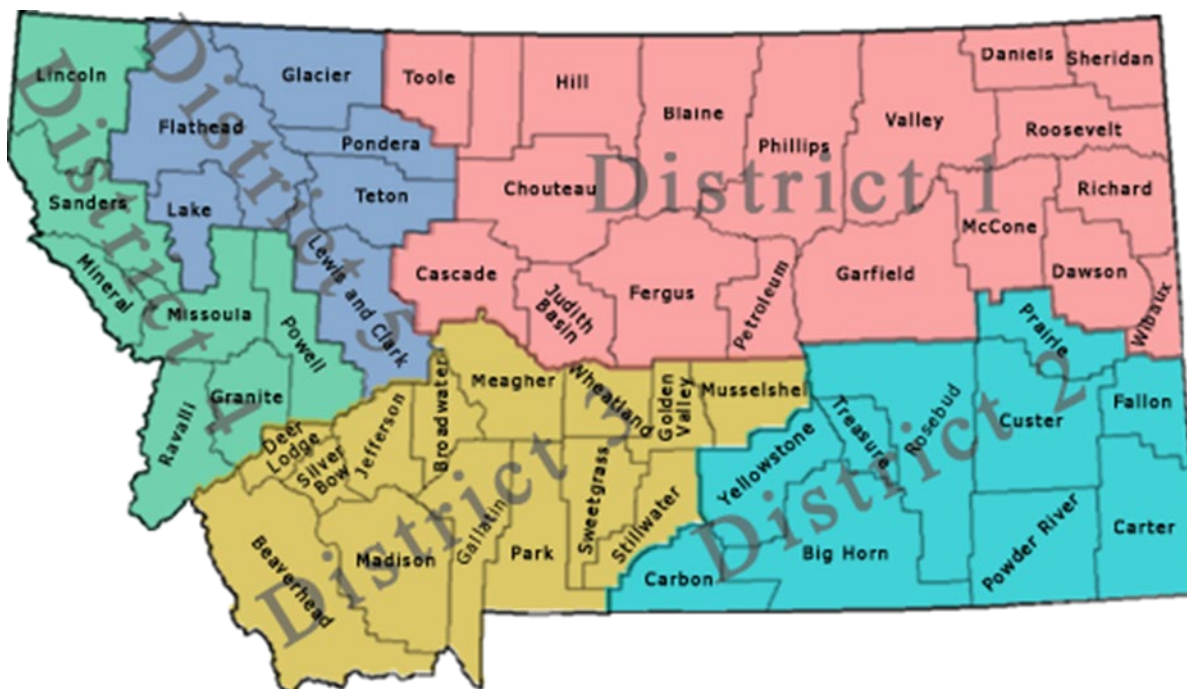 Lincoln
Flathead
Glacier
Toole
Hill
Blaine
Phillips
Valley
Daniels
Sheridan
Roosevelt
Richard
McCone
Dawson
Wibaux
Garfield
Pondera
Teton
Chouteau
Sanders
Lake
Mineral
Missoula
Powell
Lewis and Clark
Cascade
Judith
Basin
Fergus
Petroleum
Ravalli
Granite
Deer
Lodge
Silver
Bow
Jefferson
Broadwater
Meagher
Wheatland
Golden
Valley
Musselshel
Beaverhead
Madison
Gallatin
Park
Sweetgrass
Stillwater
Yellowstone
Treasure
Rosebud
Prairie
Custer
Fallon
Carbon
Big Horn
Powder River
Carter
District 1
District 2
District 3
District 4
District 5